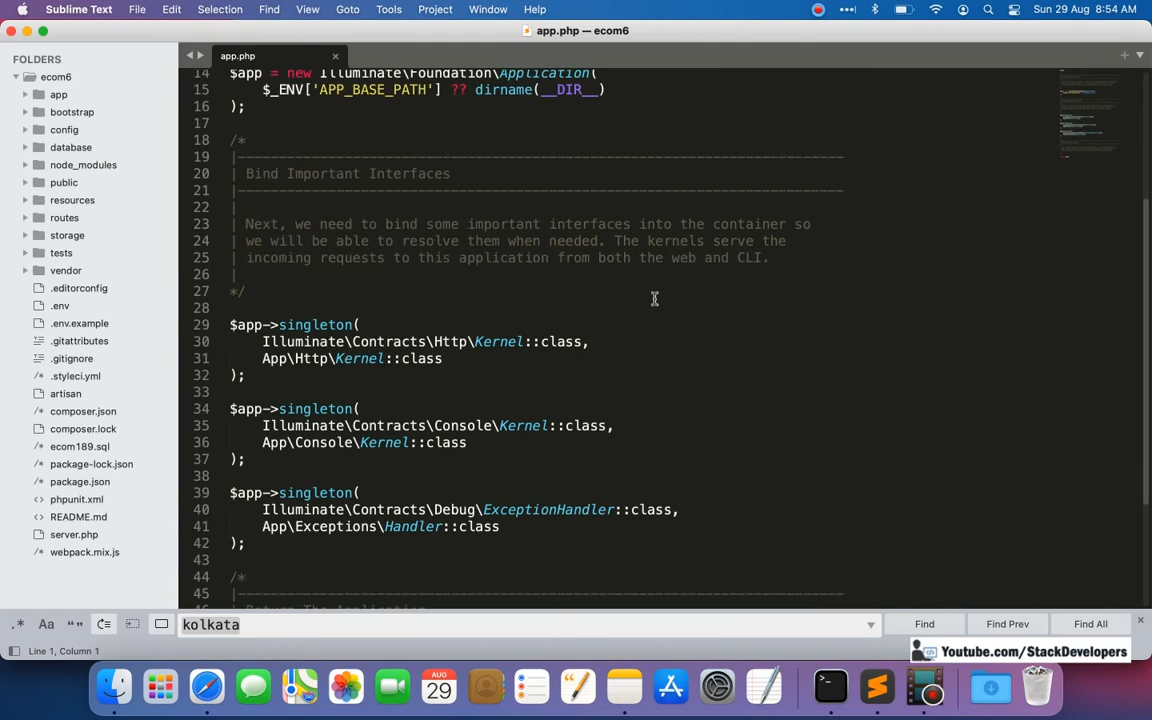 Sublime Text File Edit Selection Find View Goto Tools Project Window Help Sun 29 Aug 8:54 AM
app.php — ecom6
FOLDERS
ecom6
app
bootstrap
config
database
node_modules
public
resources
routes
storage
tests
vendor
.editorconfig
.env
.env.example
.gitattributes
.gitignore
.styleci.yml
artisan
composer.json
composer.lock
ecom189.sql
package-lock.json
package.json
phpunit.xml
README.md
server.php
webpack.mix.js
app.php
14 $app = new Illuminate\Foundation\Application(
15 $_ENV['APP_BASE_PATH'] ?? dirname(__DIR__)
16 );
17
18 /*
19 |--------------------------------------------------------------------------
20 | Bind Important Interfaces
21 |--------------------------------------------------------------------------
22 |
23 | Next, we need to bind some important interfaces into the container so
24 | we will be able to resolve them when needed. The kernels serve the
25 | incoming requests to this application from both the web and CLI.
26 |
27 */
28
29 $app->singleton(
30 Illuminate\Contracts\Http\Kernel::class,
31 App\Http\Kernel::class
32 );
33
34 $app->singleton(
35 Illuminate\Contracts\Console\Kernel::class,
36 App\Console\Kernel::class
37 );
38
39 $app->singleton(
40 Illuminate\Contracts\Debug\ExceptionHandler::class,
41 App\Exceptions\Handler::class
42 );
43
44 /*
45 |--------------------------------------------------------------------------
46 | Return The Application
.* Aa “” kolkata Find Find Prev Find All
Line 1, Column 1
Youtube.com/StackDevelopers
AUG
29